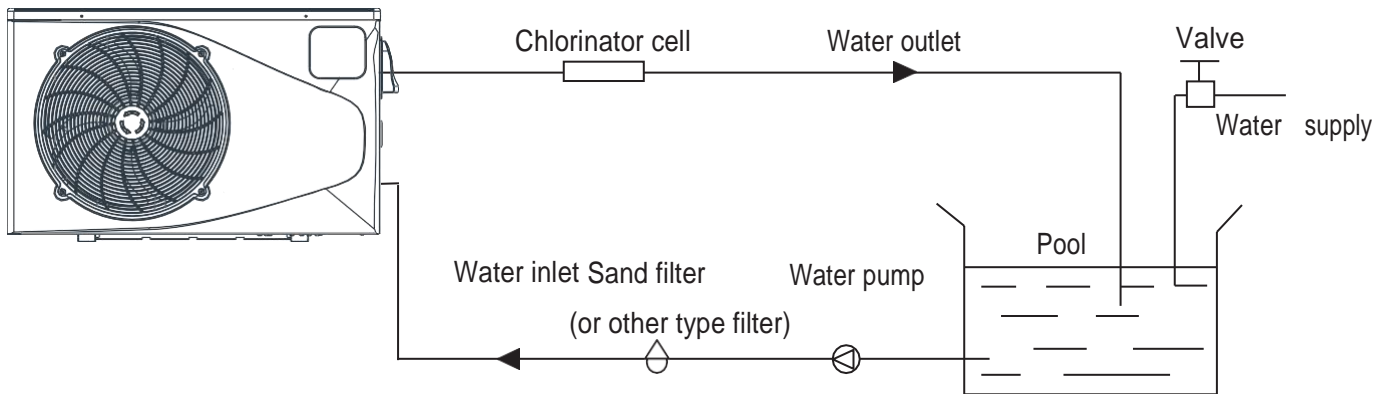 Chlorinator cell
Water outlet
Valve
Water supply
Pool
Water inlet Sand filter
(or other type filter)
Water pump